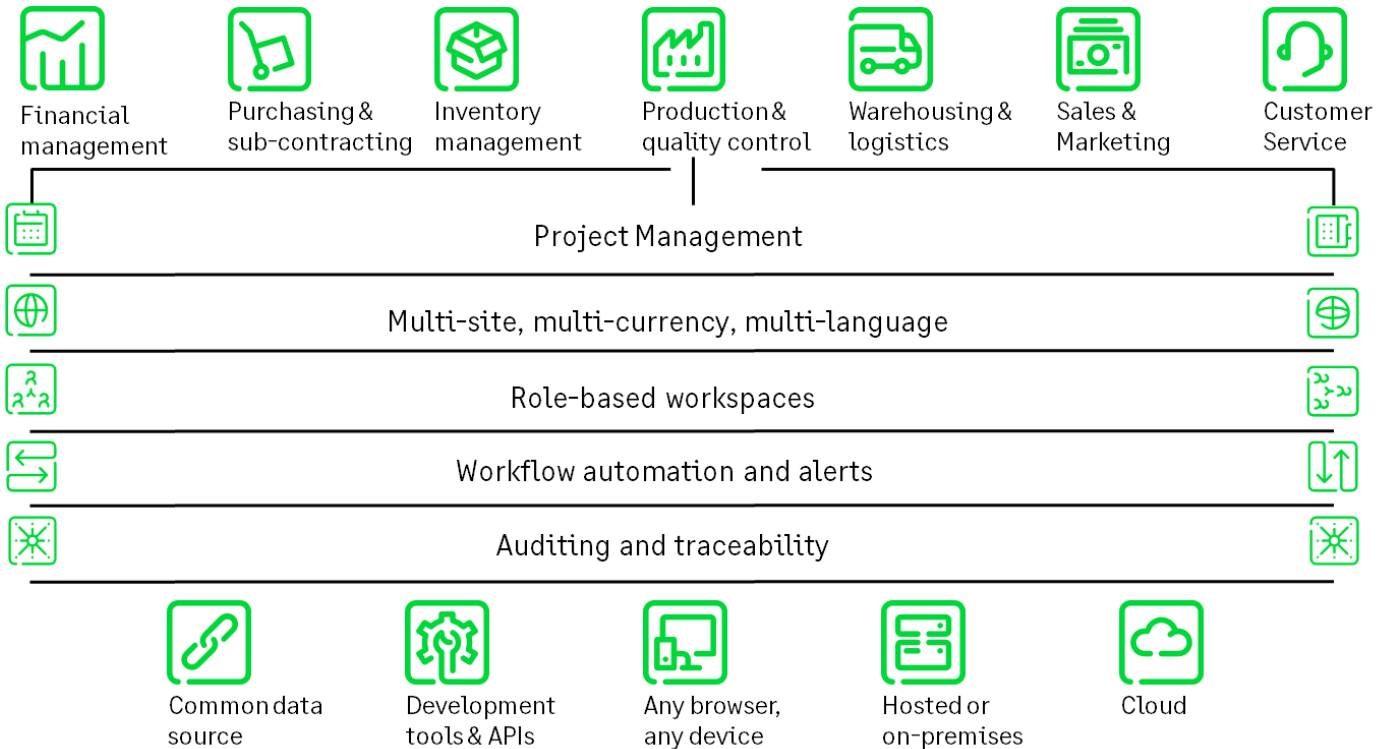 Financial
management
Purchasing &
sub-contracting
Inventory
management
Production &
quality control
Warehousing &
logistics
Sales &
Marketing
Customer
Service
Project Management
Multi-site, multi-currency, multi-language
Role-based workspaces
Workflow automation and alerts
Auditing and traceability
Common data
source
Development
tools & APIs
Any browser,
any device
Hosted or
on-premises
Cloud